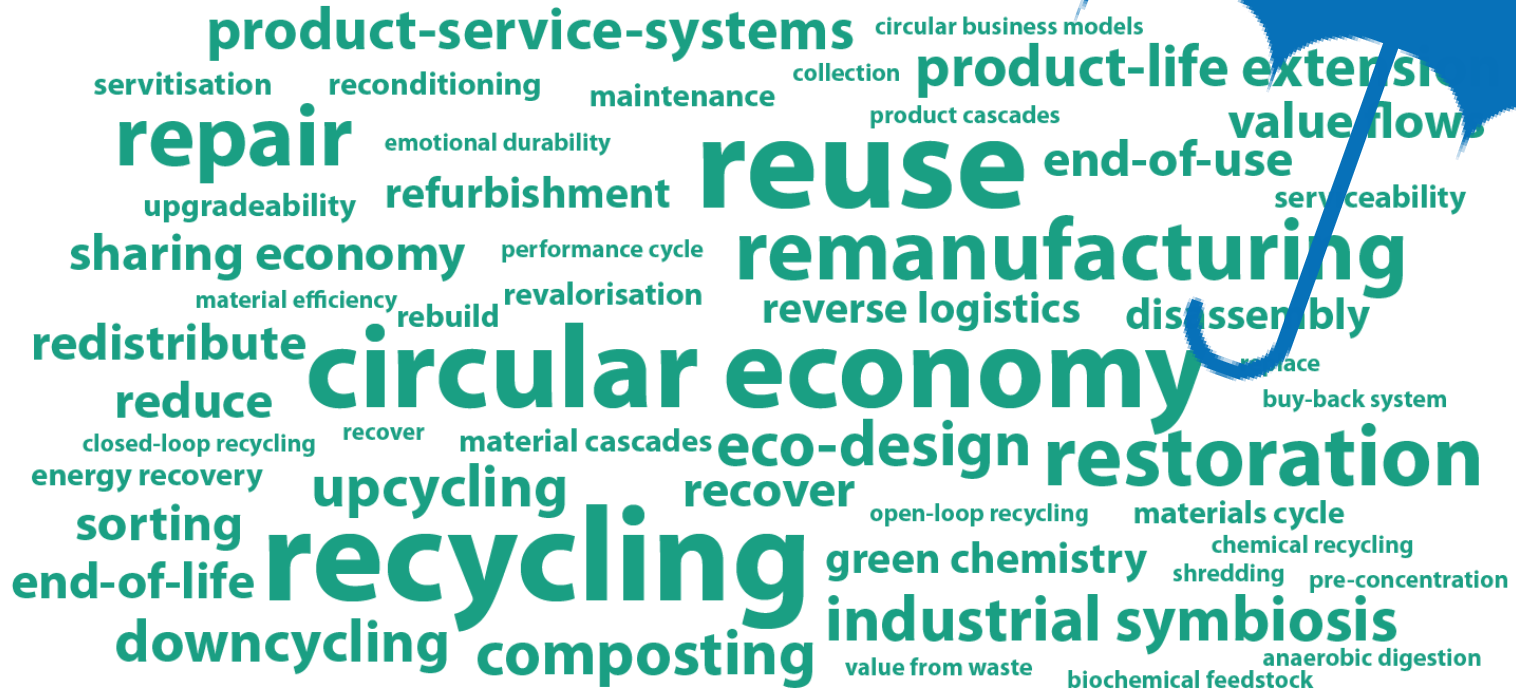 product-service-systems
circular business models
servitisation
reconditioning
maintenance
collection
product-life extension
repair
emotional durability
product cascades
value flows
reuse
end-of-use
upgradeability
refurbishment
serviceability
sharing economy
performance cycle
remanufacturing
material efficiency
rebuild
revalorisation
reverse logistics
disassembly
redistribute
circular economy
replace
reduce
buy-back system
closed-loop recycling
recover
material cascades
eco-design
restoration
energy recovery
upcycling
recover
sorting
open-loop recycling
materials cycle
end-of-life
recycling
green chemistry
chemical recycling
shredding
pre-concentration
downcycling
composting
industrial symbiosis
value from waste
anaerobic digestion
biochemical feedstock